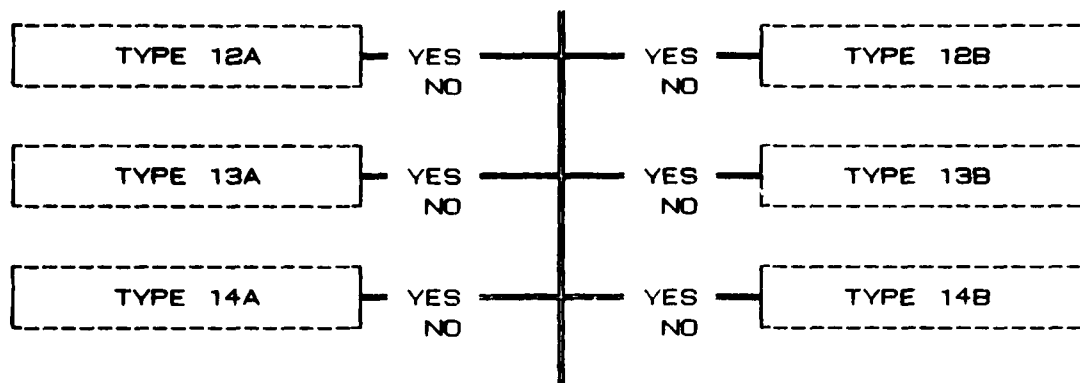 TYPE 12A YES YES TYPE 12B
NO NO
TYPE 13A YES YES TYPE 13B
NO NO
TYPE 14A YES YES TYPE 14B
NO NO